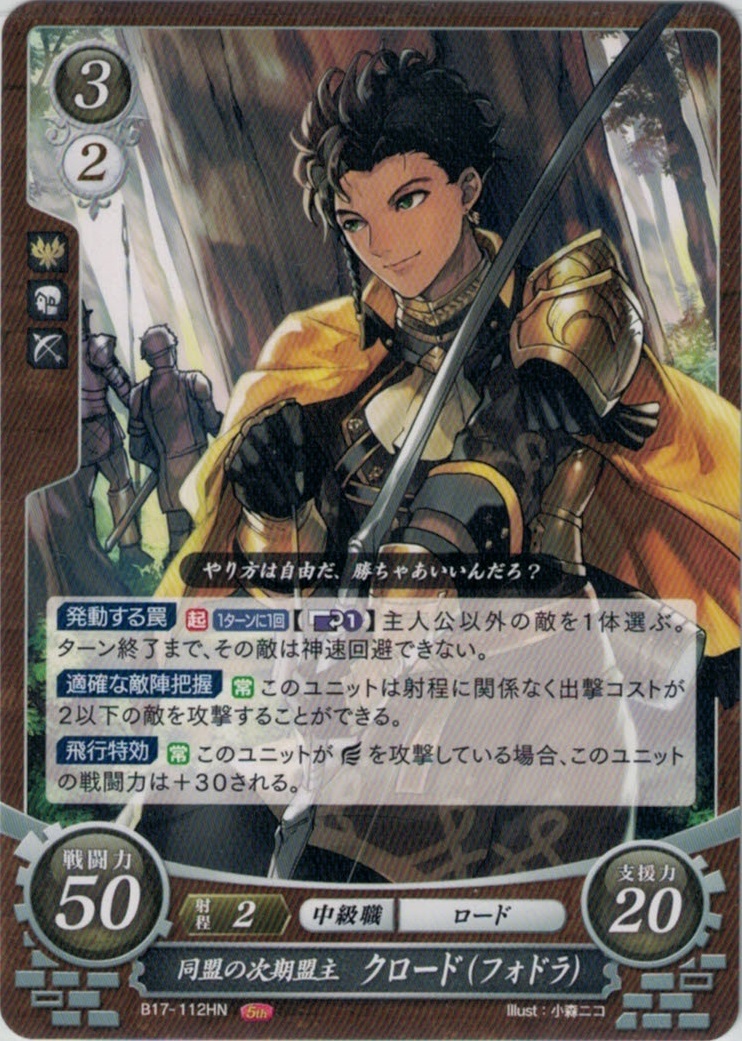 3
2
やり方は自由だ、勝ちゃあいいんだろ？
発動する罠 起 1ターンに1回【1】主人公以外の敵を1体選ぶ。
ターン終了まで、その敵は神速回避できない。
適確な敵陣把握 常 このユニットは射程に関係なく出撃コストが
2以下の敵を攻撃することができる。
飛行特効 常 このユニットが を攻撃している場合、このユニット
の戦闘力は＋30される。
戦闘力
50
射程 2
中級職 ロード
支援力
20
同盟の次期盟主 クロード(フォドラ)
B17-112HN 5th
Illust：小森ニコ